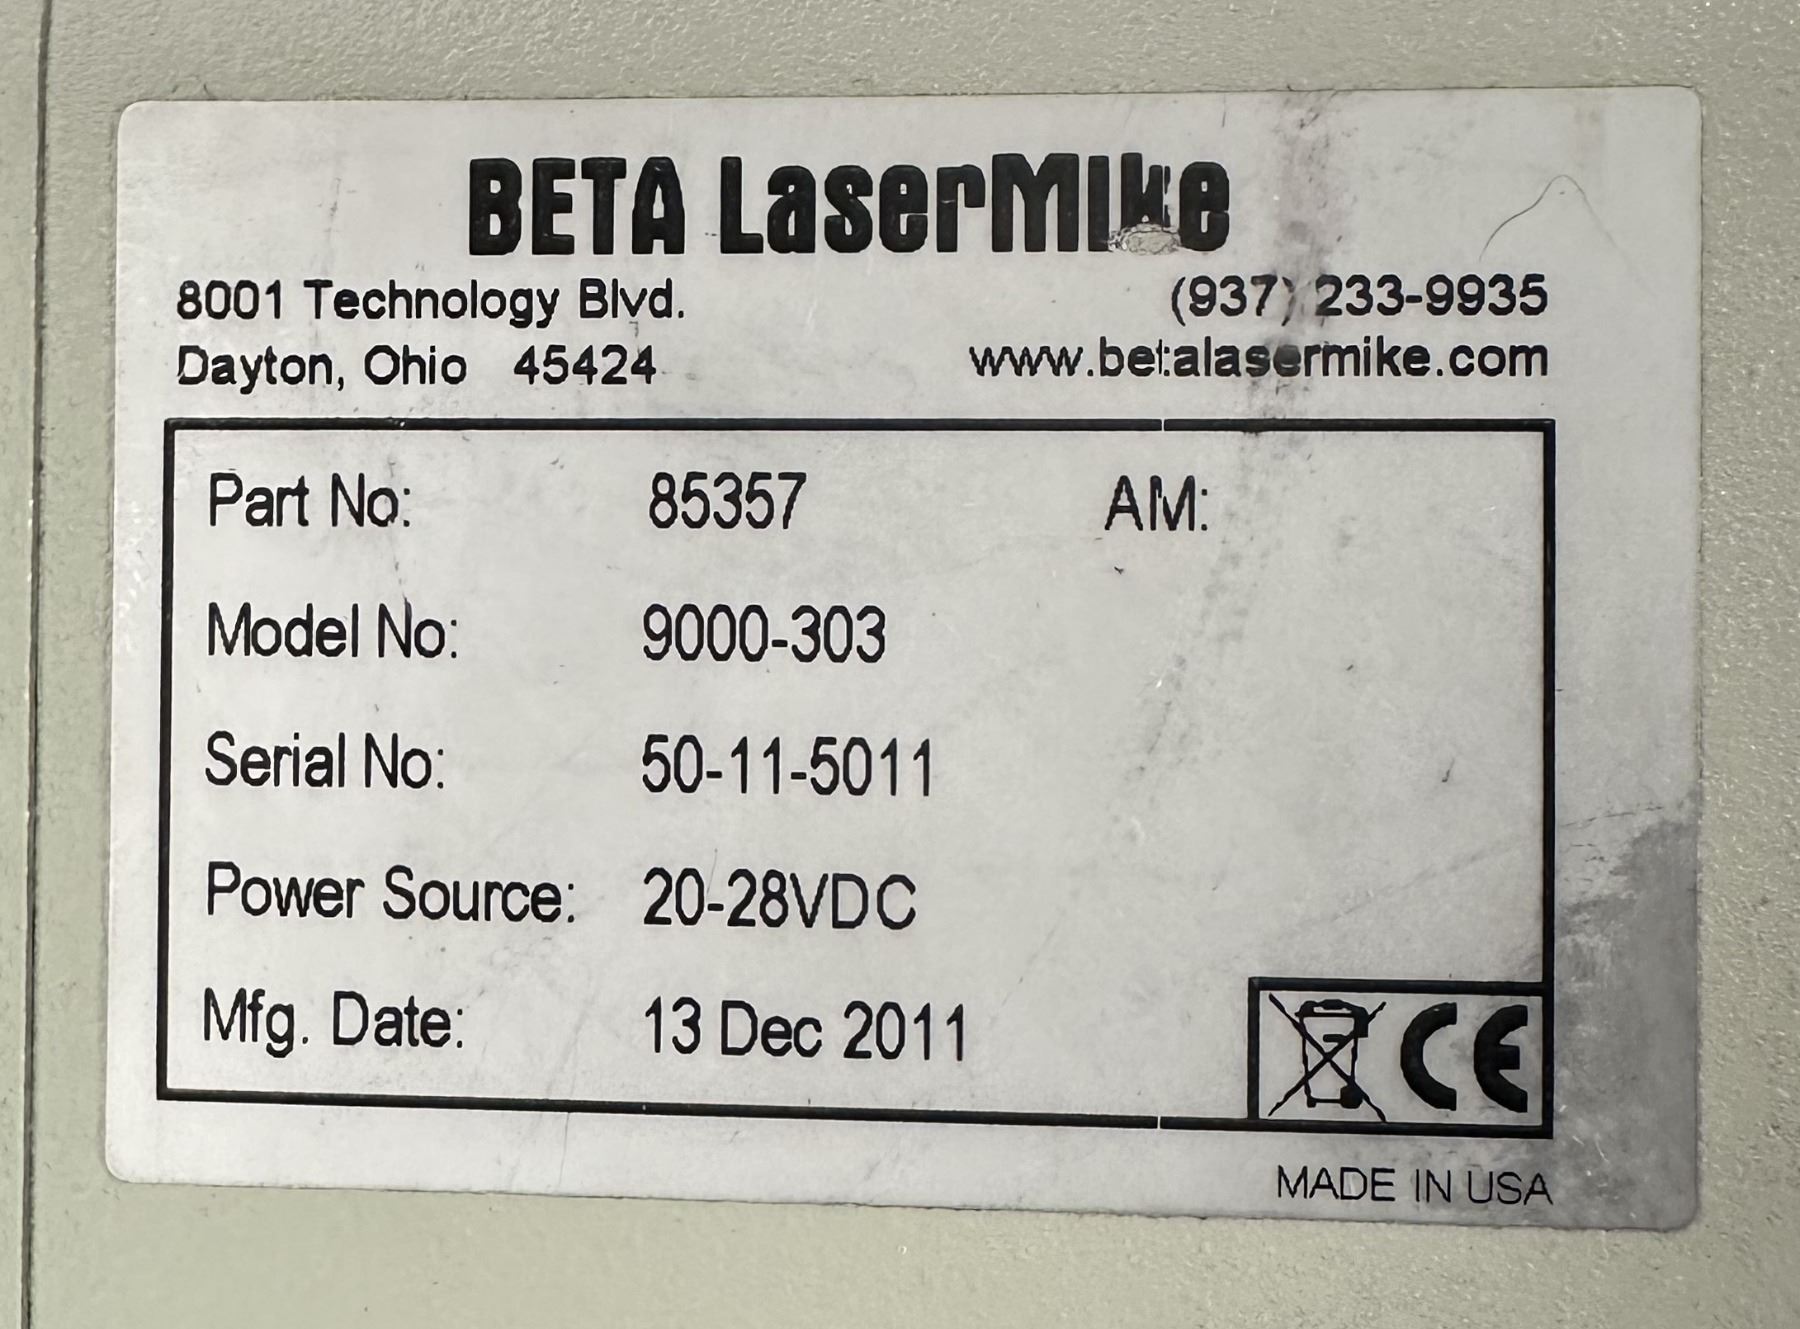 BETA LaserMike
8001 Technology Blvd. (937) 233-9935
Dayton, Ohio 45424 www.betalasermike.com
Part No: 85357 AM:
Model No: 9000-303
Serial No: 50-11-5011
Power Source: 20-28VDC
Mfg. Date: 13 Dec 2011
CE
MADE IN USA